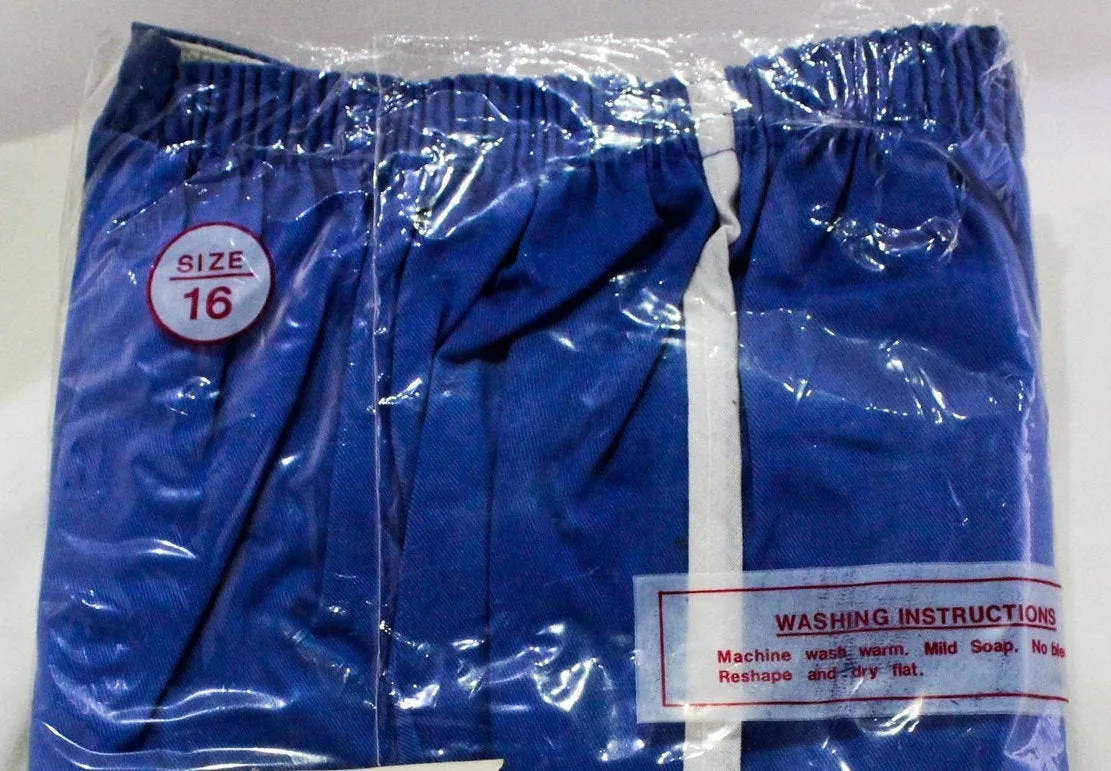 SIZE
16
WASHING INSTRUCTIONS
Machine wash warm. Mild Soap. No
Reshape and dry flat.